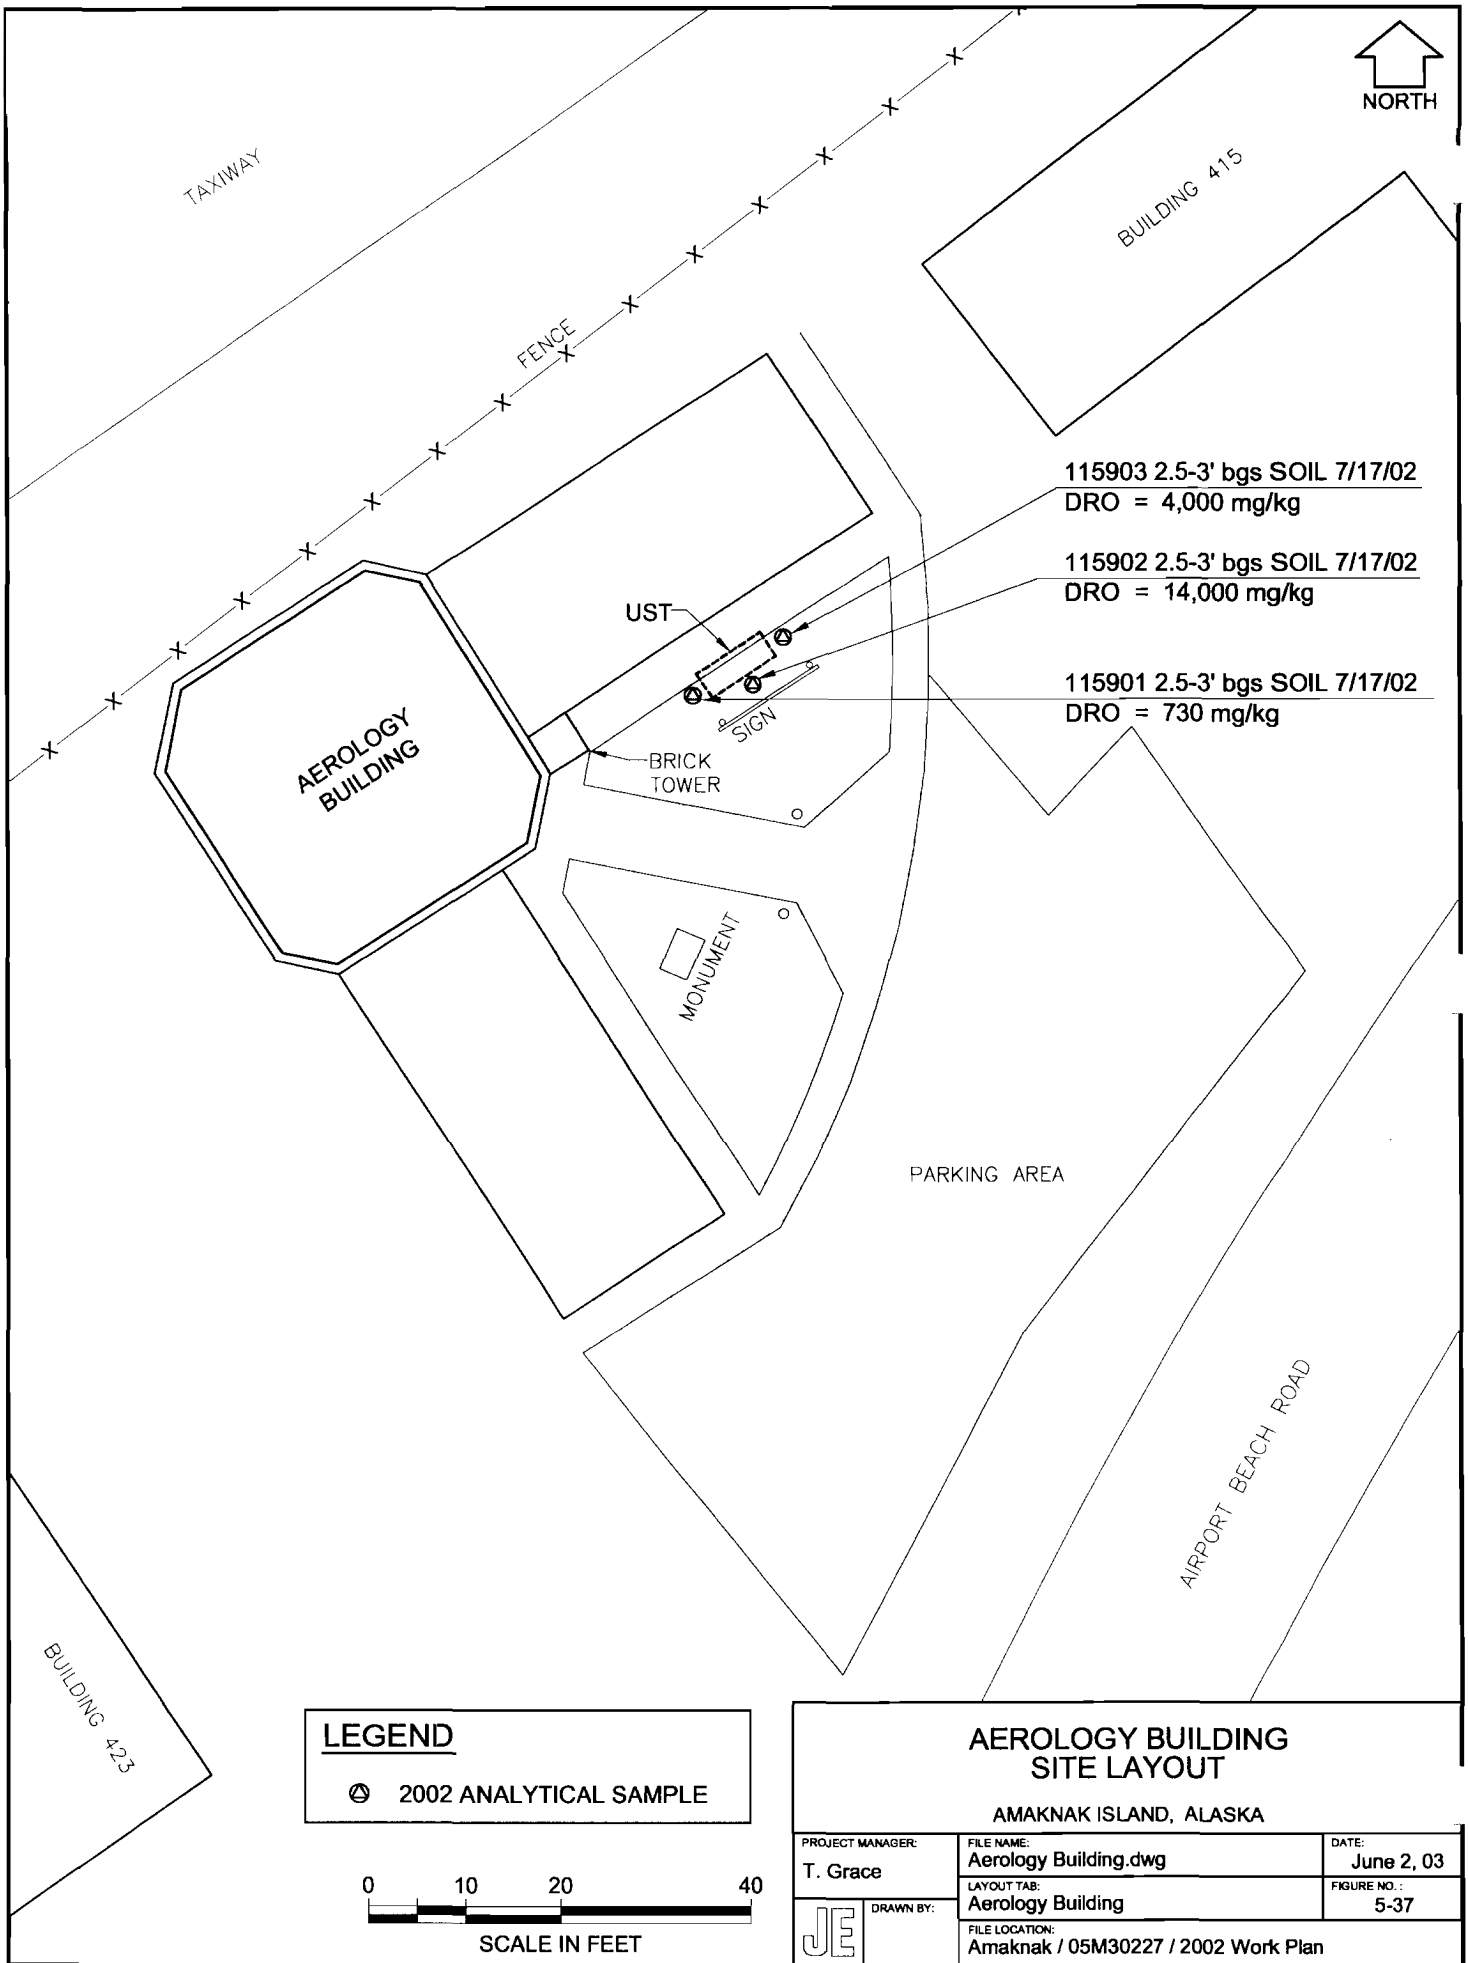 NORTH
TAXIWAY
BUILDING 415
FENCE
115903 2.5-3' bgs SOIL 7/17/02
DRO = 4,000 mg/kg
115902 2.5-3' bgs SOIL 7/17/02
DRO = 14,000 mg/kg
UST
115901 2.5-3' bgs SOIL 7/17/02
DRO = 730 mg/kg
SIGN
BRICK
TOWER
AEROLOGY
BUILDING
MONUMENT
PARKING AREA
AIRPORT BEACH ROAD
BUILDING 423
LEGEND
2002 ANALYTICAL SAMPLE
0 10 20 40
SCALE IN FEET
AEROLOGY BUILDING
SITE LAYOUT
AMAKNAK ISLAND, ALASKA
PROJECT MANAGER:
T. Grace
FILE NAME:
Aerology Building.dwg
DATE:
June 2, 03
LAYOUT TAB:
Aerology Building
FIGURE NO.:
5-37
JE
DRAWN BY:
FILE LOCATION:
Amaknak / 05M30227 / 2002 Work Plan